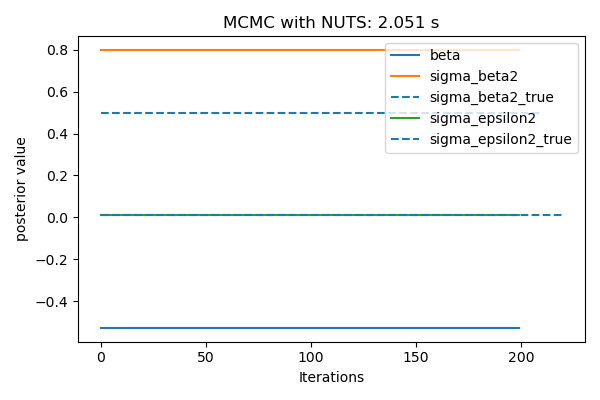 MCMC with NUTS: 2.051 s
beta
sigma_beta2
sigma_beta2_true
sigma_epsilon2
sigma_epsilon2_true
posterior value
0.8
0.6
0.4
0.2
0.0
−0.2
−0.4
0
50
100
150
200
Iterations